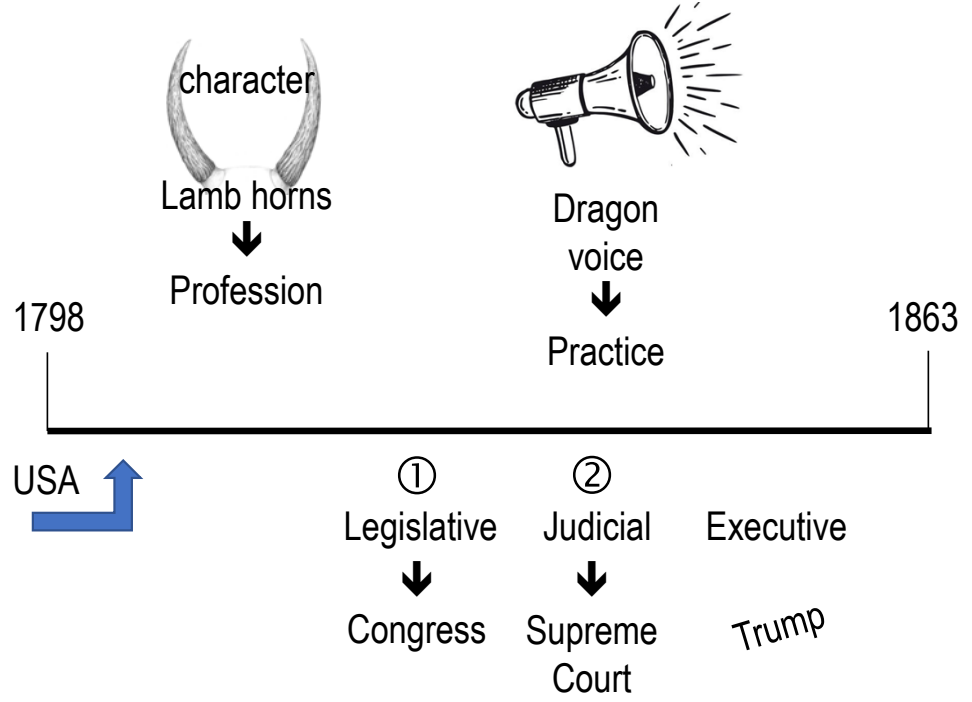 character
Lamb horns
Profession
Dragon
voice
Practice
1798
1863
USA
① ②
Legislative Judicial Executive
Congress Supreme
Court
Trump